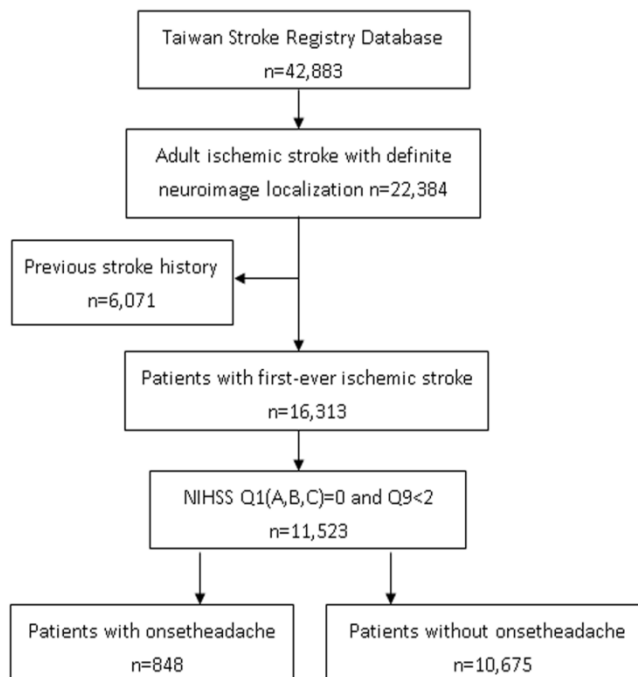 Taiwan Stroke Registry Database
n=42,883
Adult ischemic stroke with definite
neuroimage localization n=22,384
Previous stroke history
n=6,071
Patients with first-ever ischemic stroke
n=16,313
NIHSS Q1(A,B,C)=0 and Q9<2
n=11,523
Patients with onsetheadache
n=848
Patients without onsetheadache
n=10,675